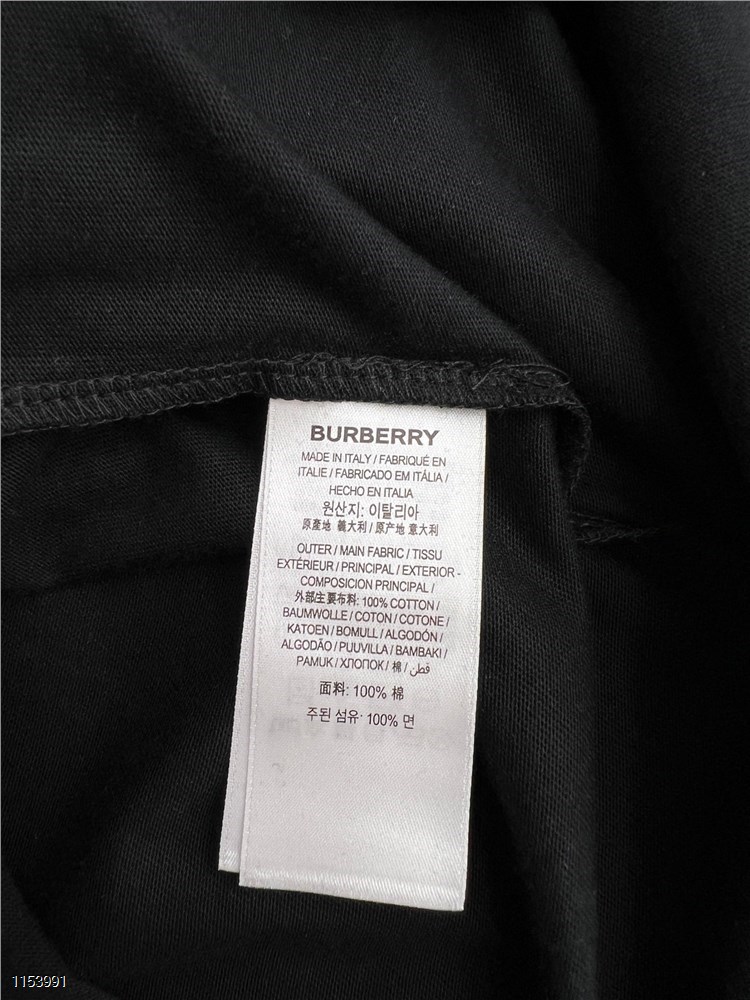 BURBERRY
MADE IN ITALY / FABRIQUÉ EN
ITALIE / FABRICADO EM ITÁLIA /
HECHO EN ITALIA
원산지: 이탈리아
原產地 義大利 / 原产地 意大利
OUTER / MAIN FABRIC / TISSU
EXTÉRIEUR / PRINCIPAL / EXTERIOR -
COMPOSICION PRINCIPAL /
外部主要布料: 100% COTTON /
BAUMWOLLE / COTON / COTONE /
KATOEN / BOMULL / ALGODÓN /
ALGODÃO / PUUVILLA / BAMBAKI /
PAMUK / ХЛОПОК / 棉 / قطن
面料: 100% 棉
주된 섬유: 100% 면
1153991